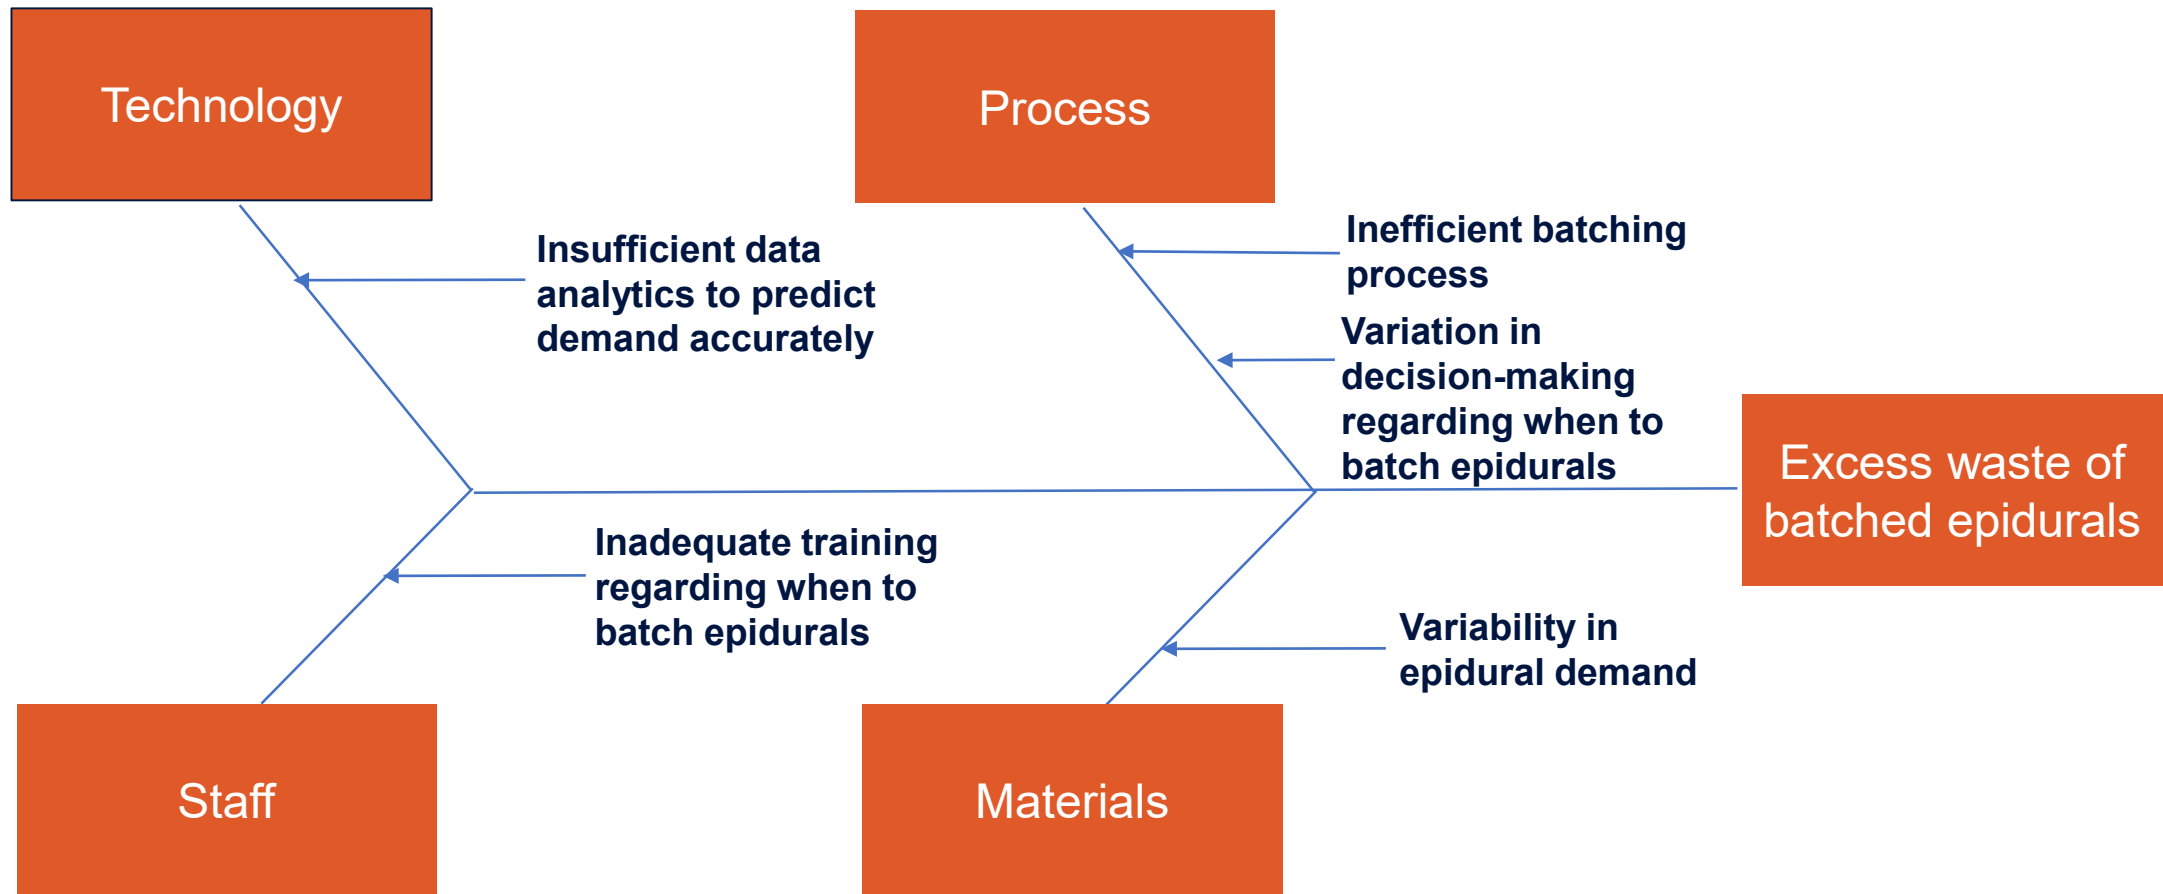 Technology
Process
Insufficient data
analytics to predict
demand accurately
Inefficient batching
process
Variation in
decision-making
regarding when to
batch epidurals
Excess waste of
batched epidurals
Inadequate training
regarding when to
batch epidurals
Variability in
epidural demand
Staff
Materials